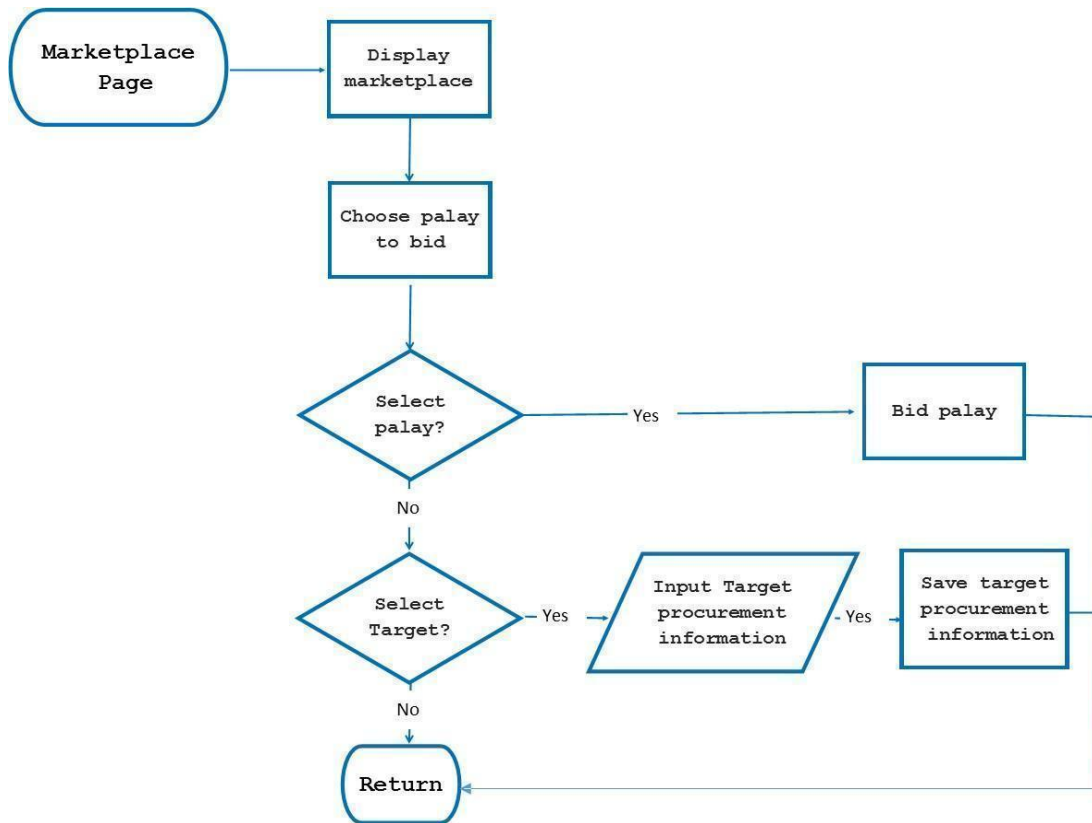 Marketplace
Page
Display
marketplace
Choose palay
to bid
Select
palay?
Yes
Bid palay
No
Select
Target?
Yes
Input Target
procurement
information
Yes
Save target
procurement
information
No
Return